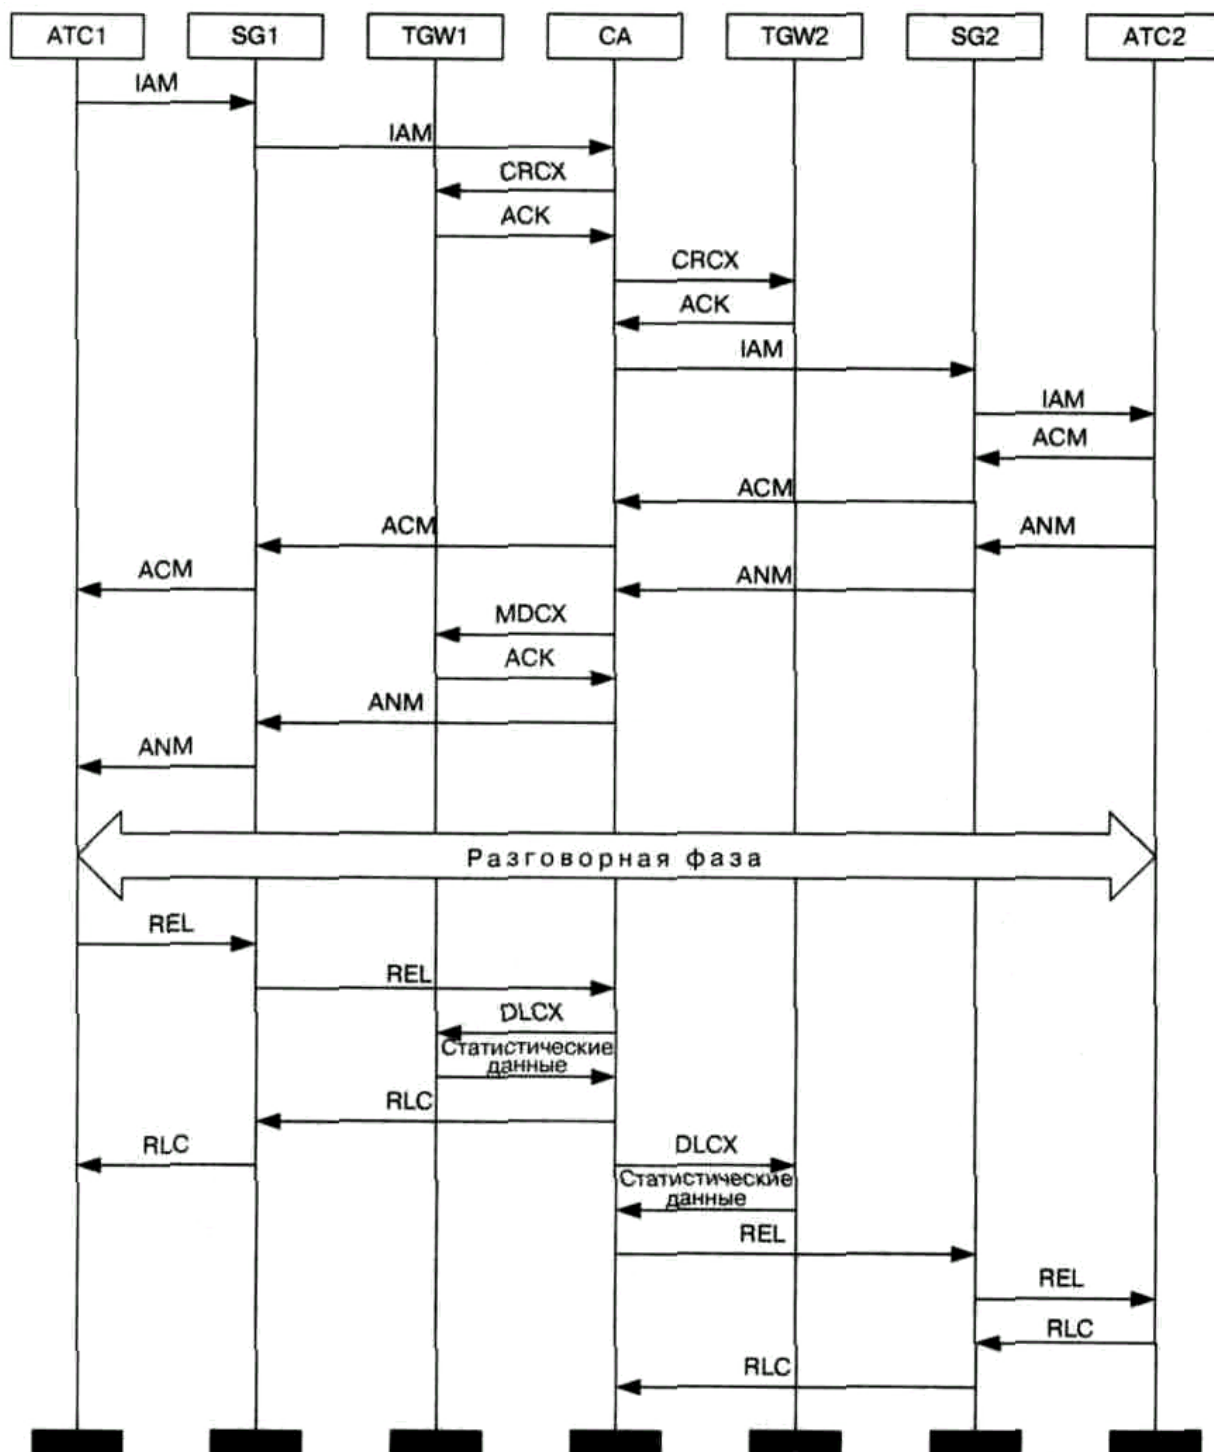 АТС1 SG1 TGW1 CA TGW2 SG2 АТС2
IAM
IAM
CRCX
ACK
CRCX
ACK
IAM
IAM
ACM
ACM
ACM ANM
ACM ANM
MDCX
ACK
ANM
ANM
Разговорная фаза
REL
REL
DLCX
Статистические
данные
RLC
RLC DLCX
Статистические
данные
REL
REL
RLC
RLC